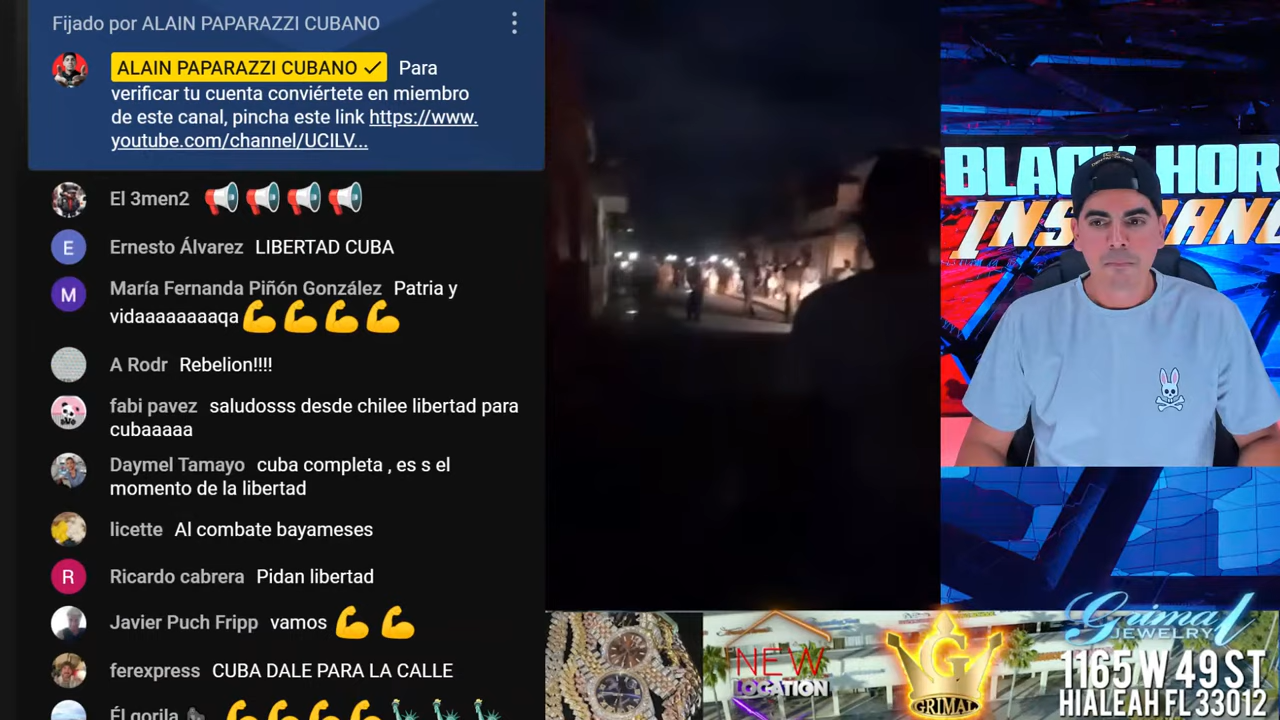 Fijado por ALAIN PAPARAZZI CUBANO
ALAIN PAPARAZZI CUBANO Para
verificar tu cuenta conviértete en miembro
de este canal, pincha este link https://www.
youtube.com/channel/UCILV...
El 3men2 📢📢📢📢
E Ernesto Álvarez LIBERTAD CUBA
M María Fernanda Piñón González Patria y
vidaaaaaaaaqa💪💪💪💪
A Rodr Rebelion!!!!
fabi pavez saludosss desde chilee libertad para
cubaaaaa
Daymel Tamayo cuba completa , es s el
momento de la libertad
licette Al combate bayameses
R Ricardo cabrera Pidan libertad
Javier Puch Fripp vamos 💪💪
ferexpress CUBA DALE PARA LA CALLE
Él gorila 🦍 💪💪💪💪🗽🗽🗽
BLACK HOR
INS RANC
NEW
LOCATION
G
GRIMAL
Grimal
JEWELRY
1165 W 49 ST
HIALEAH FL 33012